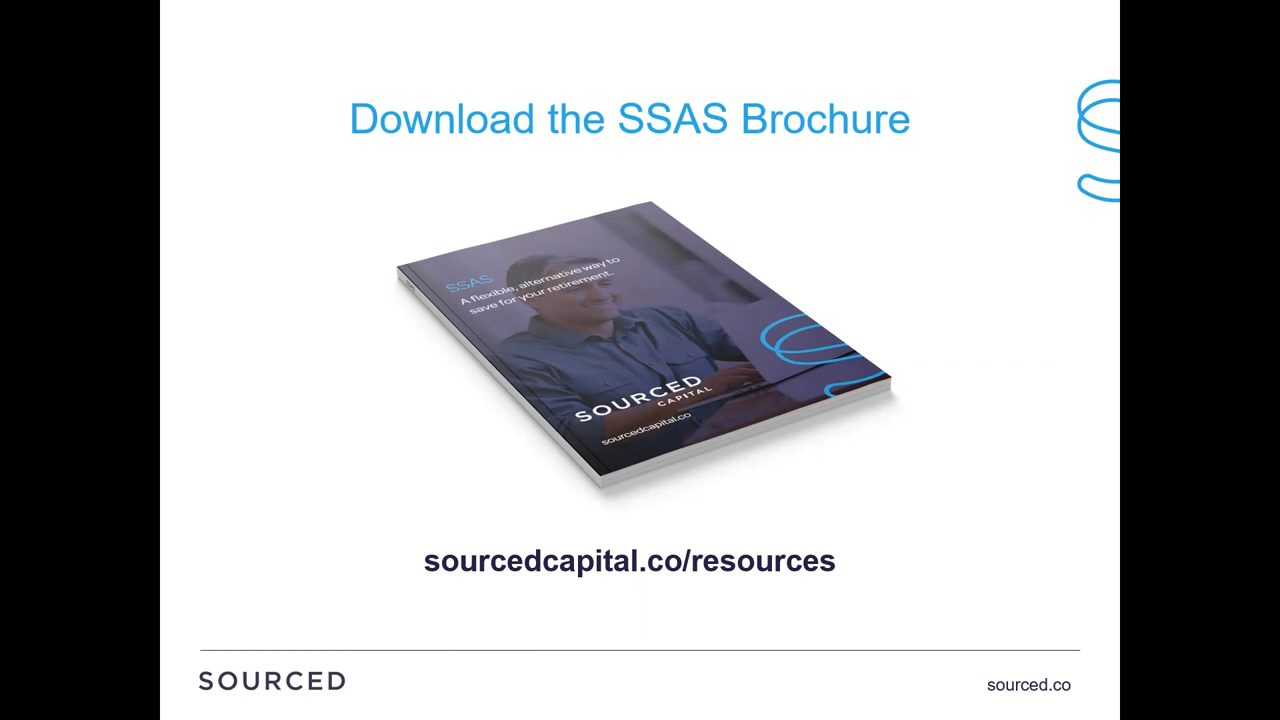 Download the SSAS Brochure
SSAS
A flexible, alternative way to
save for your retirement.
SOURCED
CAPITAL
sourcedcapital.co
sourcedcapital.co/resources
SOURCED
sourced.co